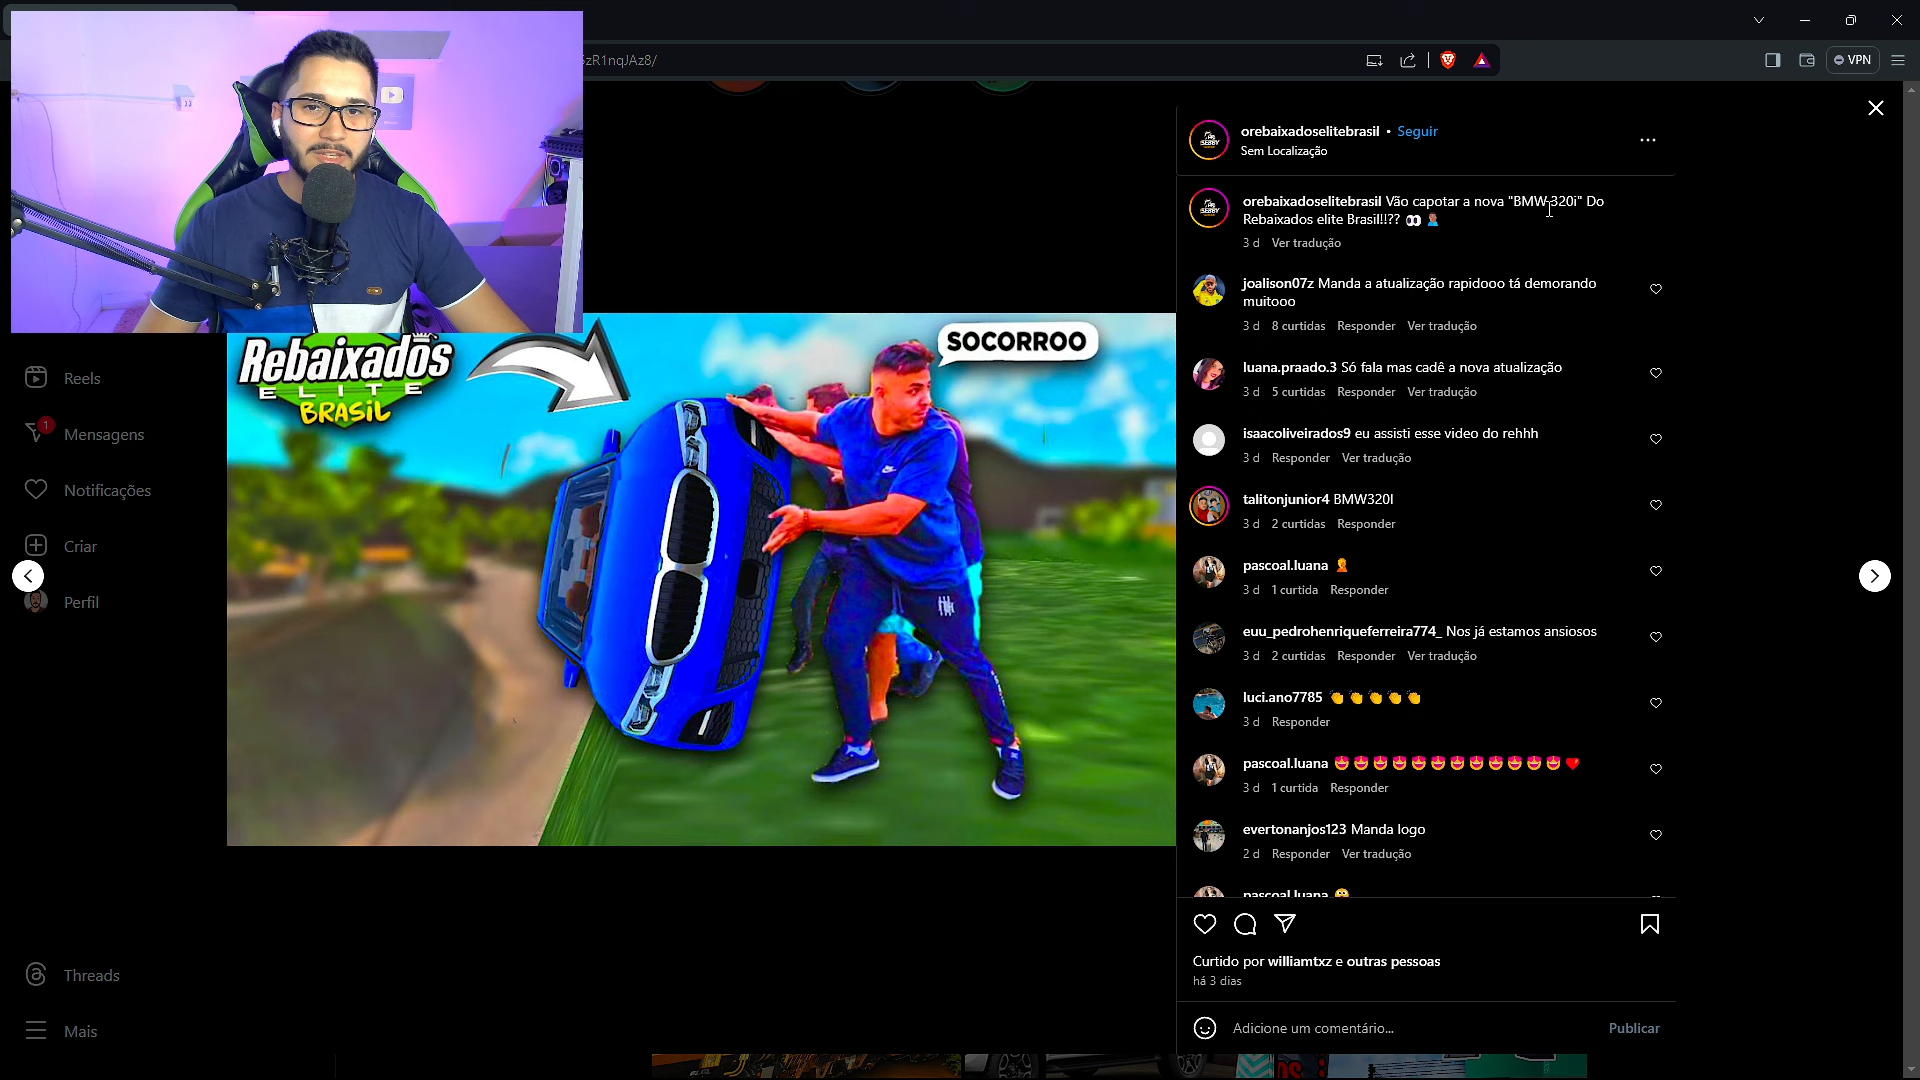 zR1nqJAz8/
VPN
Reels
1
Mensagens
Notificações
Criar
Perfil
Threads
Mais
Rebaixados
ELITE
BRASIL
SOCORROO
orebaixadoselitebrasil • Seguir
Sem Localização
orebaixadoselitebrasil Vão capotar a nova "BMW 320i" Do
Rebaixados elite Brasil!!?? 👀 🤦🏽‍♂️
3 d Ver tradução
joalison07z Manda a atualização rapidooo tá demorando
muitooo
3 d 8 curtidas Responder Ver tradução
luana.praado.3 Só fala mas cadê a nova atualização
3 d 5 curtidas Responder Ver tradução
isaacoliveirados9 eu assisti esse video do rehhh
3 d Responder Ver tradução
talitonjunior4 BMW320I
3 d 2 curtidas Responder
pascoal.luana 🤦
3 d 1 curtida Responder
euu_pedrohenriqueferreira774_ Nos já estamos ansiosos
3 d 2 curtidas Responder Ver tradução
luci.ano7785 👏👏👏👏👏
3 d Responder
pascoal.luana 😍😍😍😍😍😍😍😍😍😍😍😍❤️
3 d 1 curtida Responder
evertonanjos123 Manda logo
2 d Responder Ver tradução
pascoal.luana
Curtido por williamtxz e outras pessoas
há 3 dias
Adicione um comentário...
Publicar